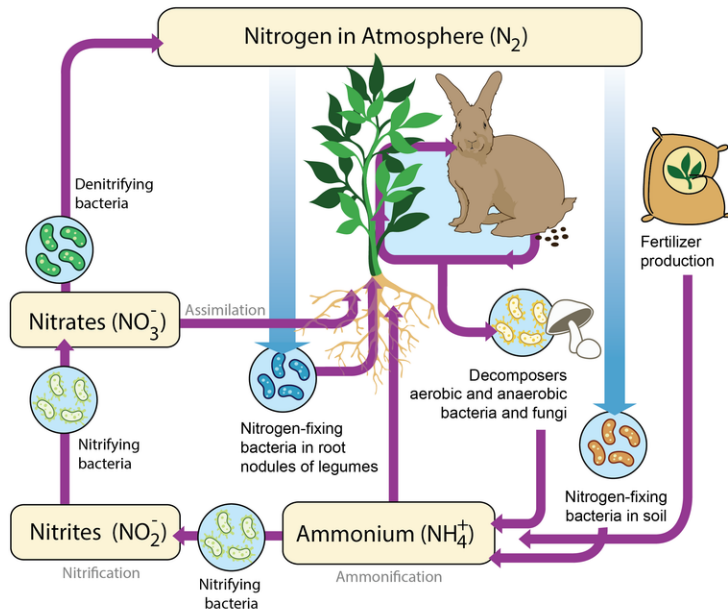 Nitrogen in Atmosphere (N₂)
Denitrifying
bacteria
Fertilizer
production
Nitrates (NO₃⁻)
Assimilation
Decomposers
aerobic and anaerobic
bacteria and fungi
Nitrogen-fixing
bacteria in root
nodules of legumes
Nitrifying
bacteria
Nitrogen-fixing
bacteria in soil
Nitrites (NO₂⁻)
Ammonium (NH₄⁺)
Nitrification
Nitrifying
bacteria
Ammonification